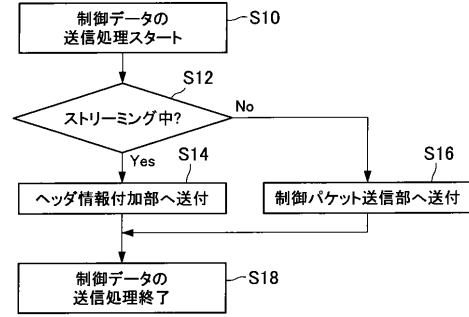 制御データの
送信処理スタート
S10
S12
ストリーミング中?
No
Yes
S14
S16
ヘッダ情報付加部へ送付
制御パケット送信部へ送付
制御データの
送信処理終了
S18